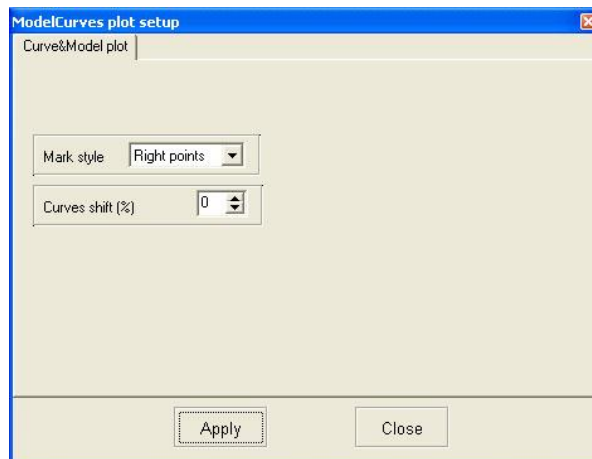 ModelCurves plot setup
Curve&Model plot
Mark style Right points
Curves shift (%) 0
Apply Close